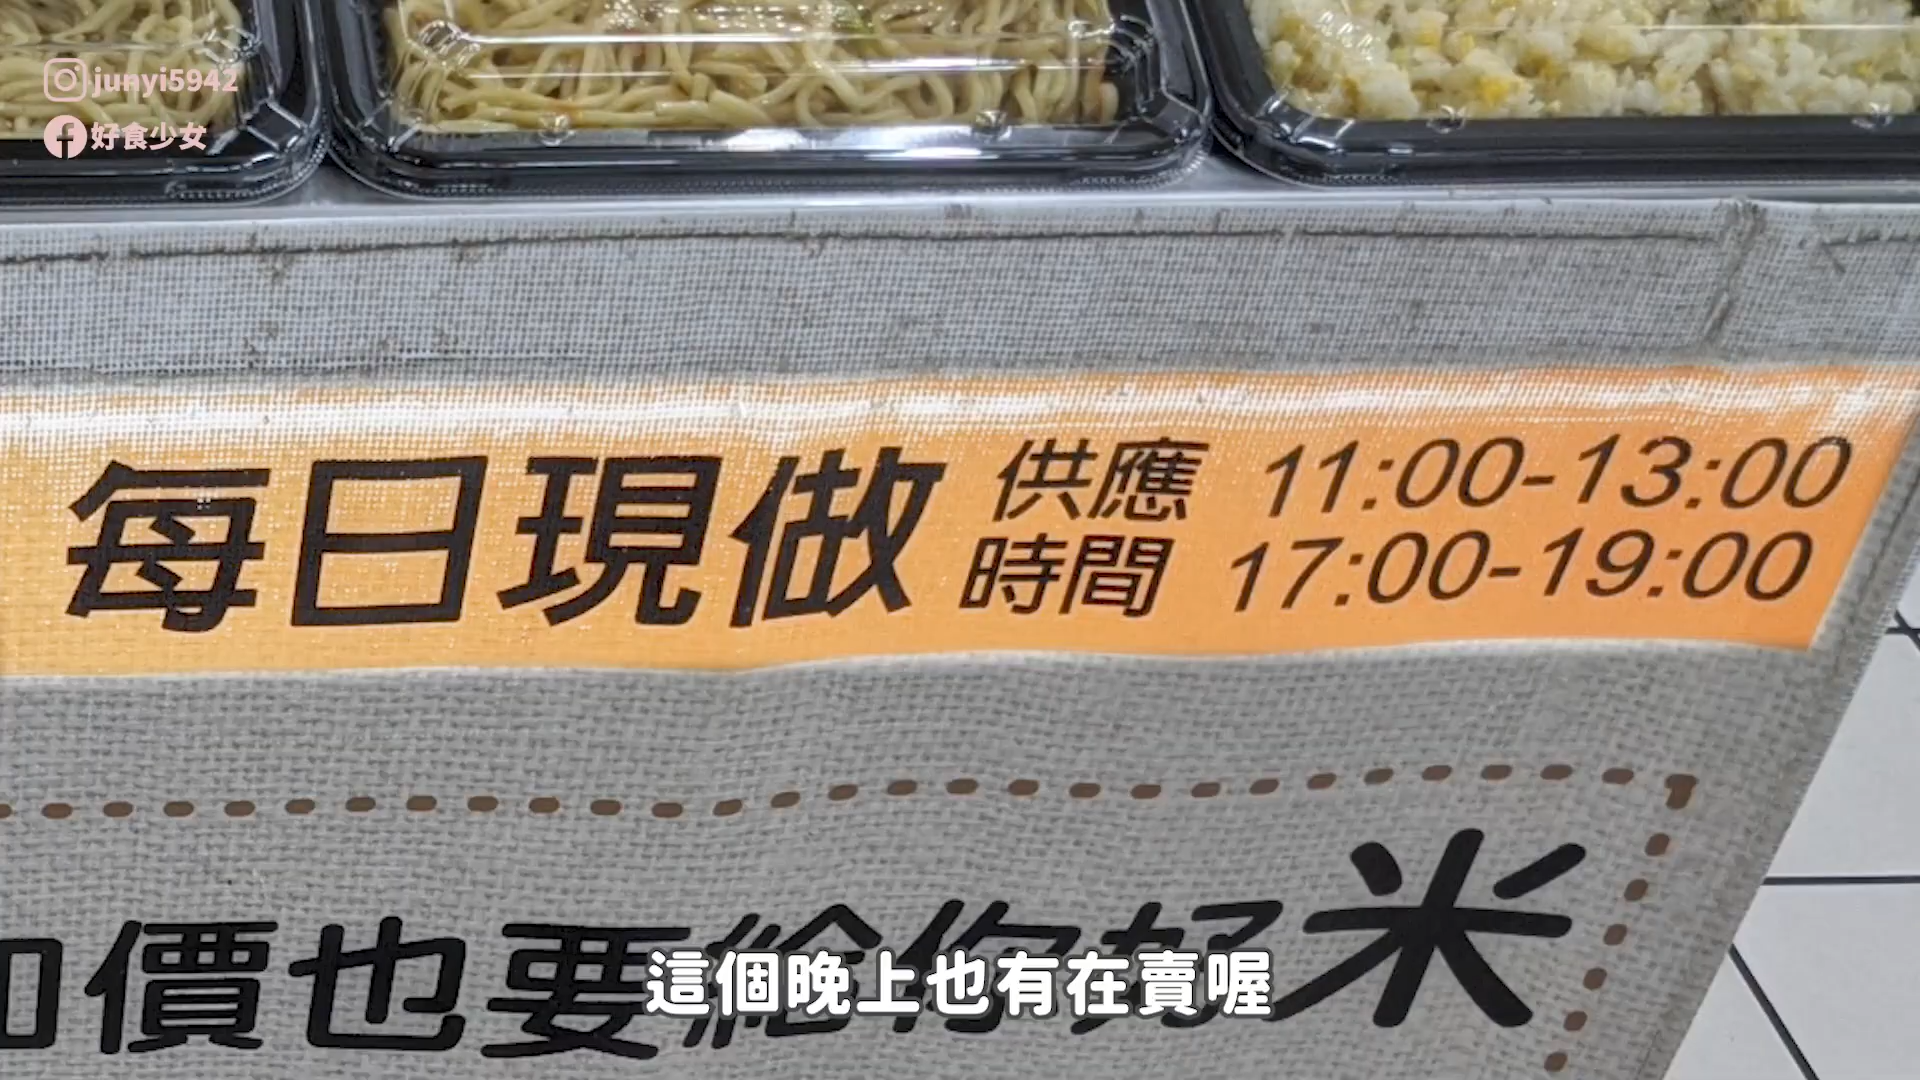 junyi5942
好食少女
每日現做
供應 11:00-13:00
時間 17:00-19:00
價也要給你好米
這個晚上也有在賣喔